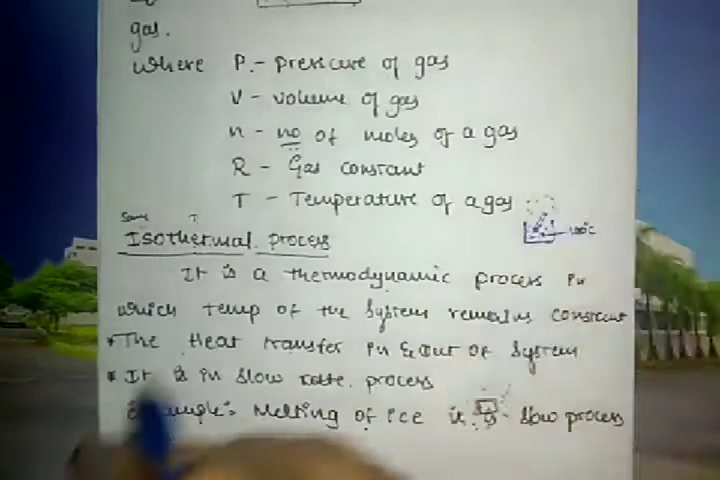 gas.
Where P - pressure of gas
V - volume of gas
n - no of moles of a gas
R - Gas constant
T - Temperature of a gas
100°C
Same T
Isothermal process
It is a thermodynamic process in
which temp of the System remains constant
* The Heat transfer in & out of System
* It is in slow rate process
Example:- Melting of ice is - slow process